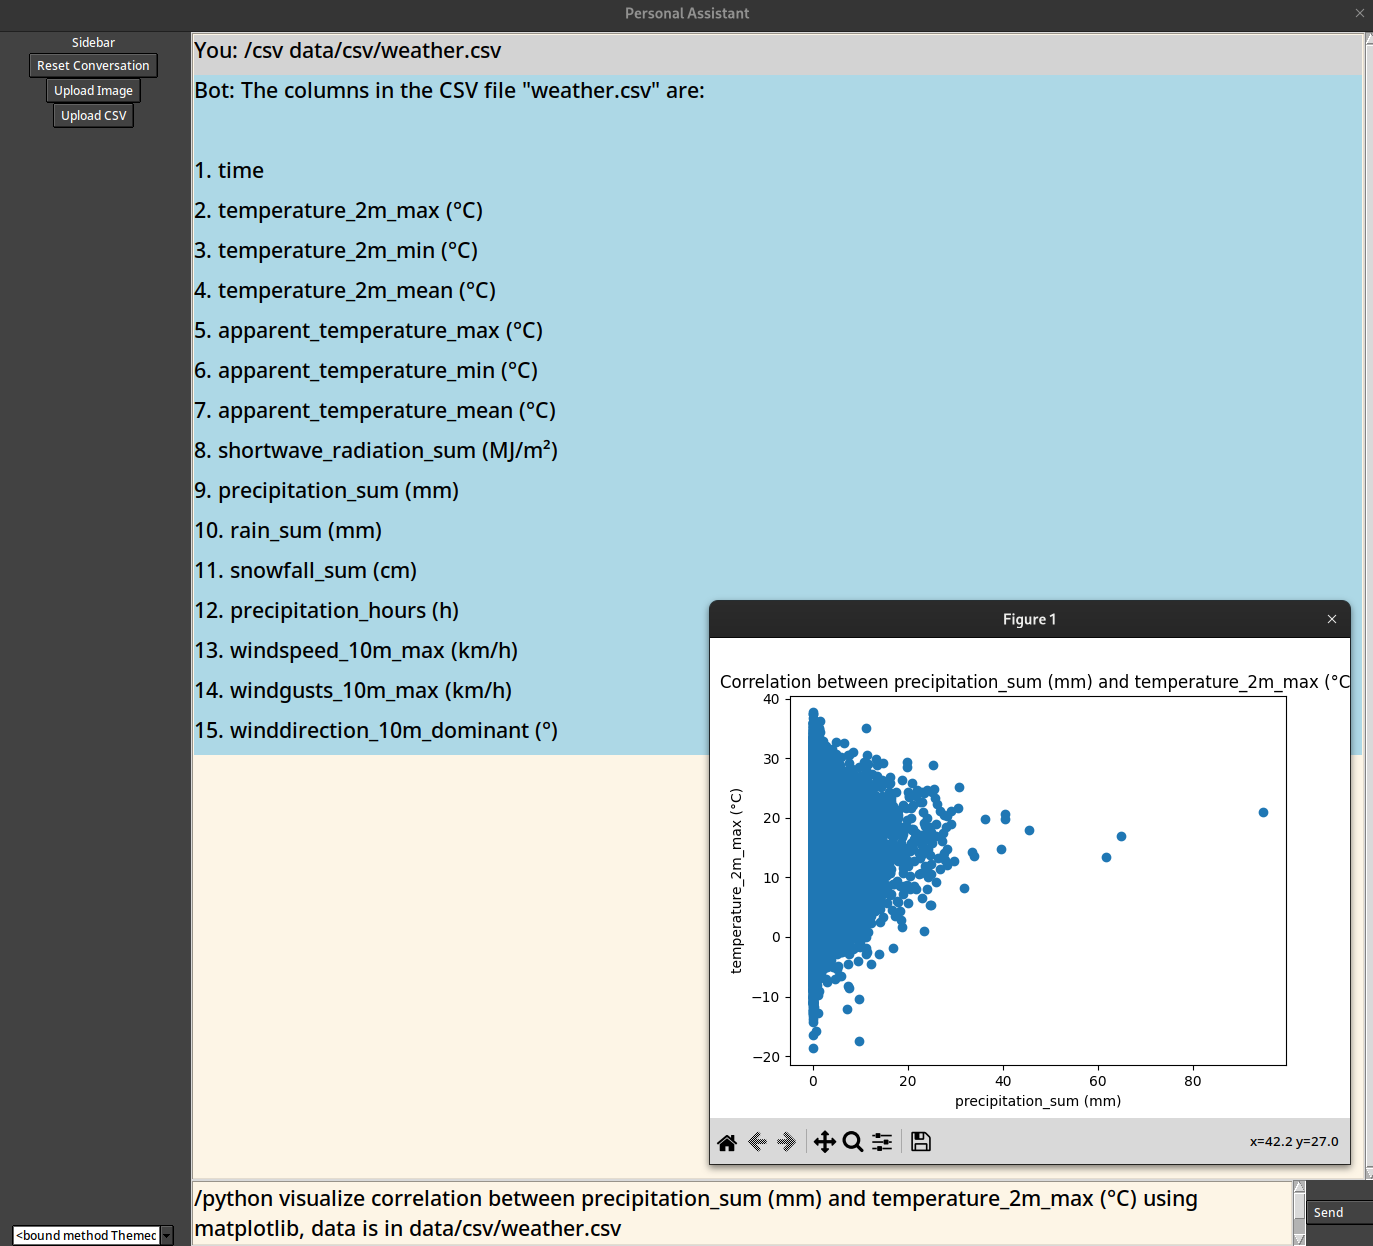 Personal Assistant
Sidebar
Reset Conversation
Upload Image
Upload CSV
You: /csv data/csv/weather.csv
Bot: The columns in the CSV file "weather.csv" are:
1. time
2. temperature_2m_max (°C)
3. temperature_2m_min (°C)
4. temperature_2m_mean (°C)
5. apparent_temperature_max (°C)
6. apparent_temperature_min (°C)
7. apparent_temperature_mean (°C)
8. shortwave_radiation_sum (MJ/m²)
9. precipitation_sum (mm)
10. rain_sum (mm)
11. snowfall_sum (cm)
12. precipitation_hours (h)
13. windspeed_10m_max (km/h)
14. windgusts_10m_max (km/h)
15. winddirection_10m_dominant (°)
Figure 1
Correlation between precipitation_sum (mm) and temperature_2m_max (°C
temperature_2m_max (°C)
40
30
20
10
0
−10
−20
0 20 40 60 80
precipitation_sum (mm)
x=42.2 y=27.0
/python visualize correlation between precipitation_sum (mm) and temperature_2m_max (°C) using
matplotlib, data is in data/csv/weather.csv
Send
<bound method Themec